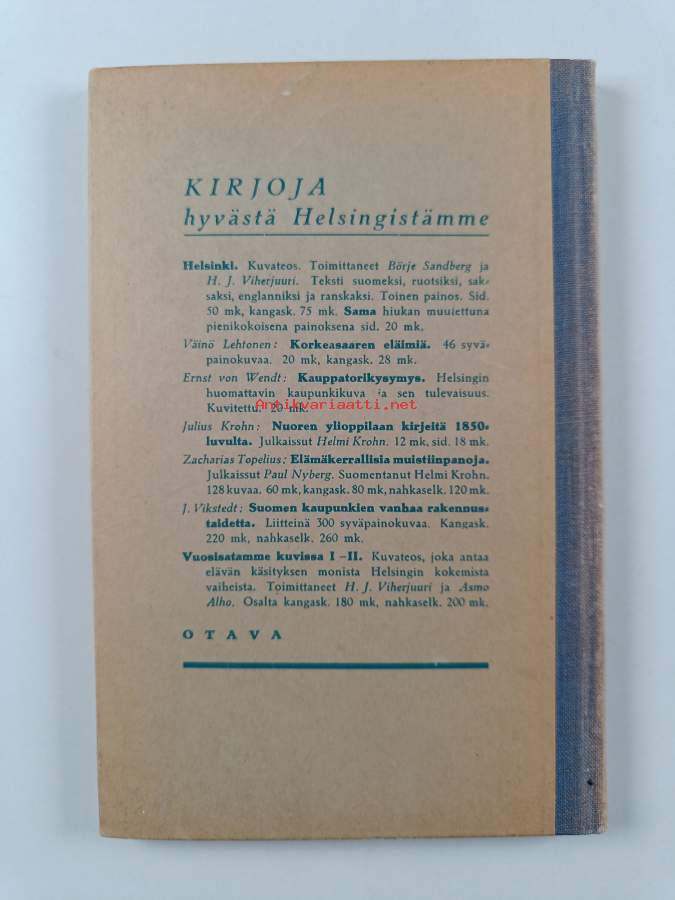 KIRJOJA
hyvästä Helsingistämme
Helsinki. Kuvateos. Toimittaneet Börje Sandberg ja
H. J. Viherjuuri. Teksti suomeksi, ruotsiksi, sak-
saksi, englanniksi ja ranskaksi. Toinen painos. Sid.
50 mk, kangask. 75 mk. Sama hiukan muutettuna
pienikokoisena painoksena sid. 20 mk.
Väinö Lehtonen: Korkeasaaren eläimiä. 46 syvä-
painokuvaa. 20 mk, kangask. 28 mk.
Ernst von Wendt: Kauppatorikysymys. Helsingin
huomattavin kaupunkikuva ja sen tulevaisuus.
Kuvitettu. 20 mk.
Antikvariaatti.net
Julius Krohn: Nuoren ylioppilaan kirjeitä 1850-
luvulta. Julkaissut Helmi Krohn. 12 mk, sid. 18 mk.
Zacharias Topelius: Elämäkerrallisia muistiinpanoja.
Julkaissut Paul Nyberg. Suomentanut Helmi Krohn.
128 kuvaa. 60 mk, kangask. 80 mk, nahkaselk. 120 mk.
J. Vikstedt: Suomen kaupunkien vanhaa rakennus-
taidetta. Liitteinä 300 syväpainokuvaa. Kangask.
220 mk, nahkaselk. 260 mk.
Vuosisatamme kuvissa I-II. Kuvateos, joka antaa
elävän käsityksen monista Helsingin kokemista
vaiheista. Toimittaneet H. J. Viherjuuri ja Asmo
Alho. Osalta kangask. 180 mk, nahkaselk. 200 mk.
OTAVA